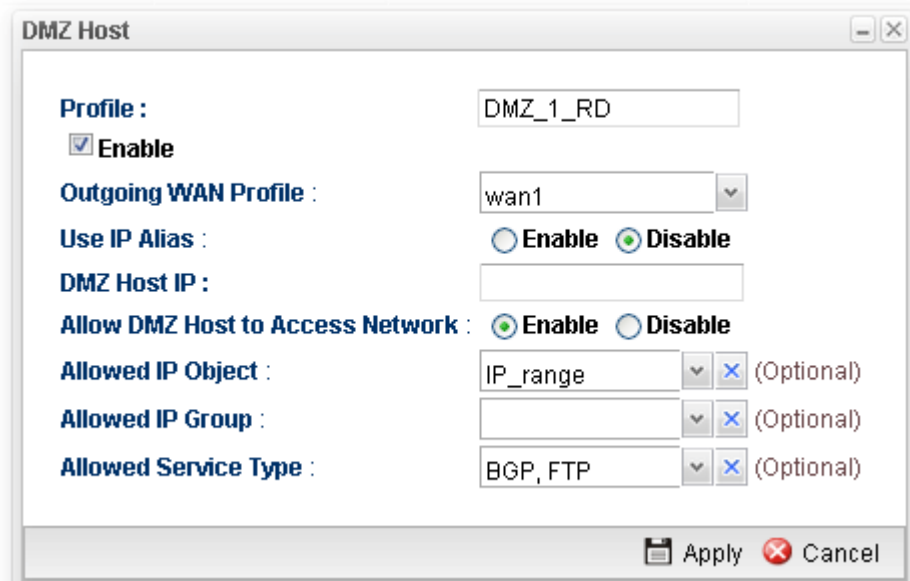 DMZ Host
Profile : DMZ_1_RD
Enable
Outgoing WAN Profile : wan1
Use IP Alias : Enable Disable
DMZ Host IP :
Allow DMZ Host to Access Network : Enable Disable
Allowed IP Object : IP_range (Optional)
Allowed IP Group : (Optional)
Allowed Service Type : BGP, FTP (Optional)
Apply Cancel